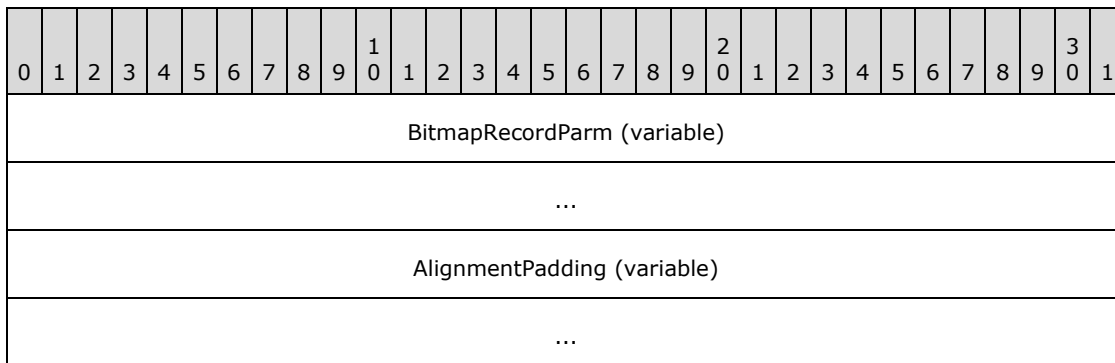 0 1 2 3 4 5 6 7 8 9 1 0 1 2 3 4 5 6 7 8 9 2 0 1 2 3 4 5 6 7 8 9 3 0 1
BitmapRecordParm (variable)
...
AlignmentPadding (variable)
...